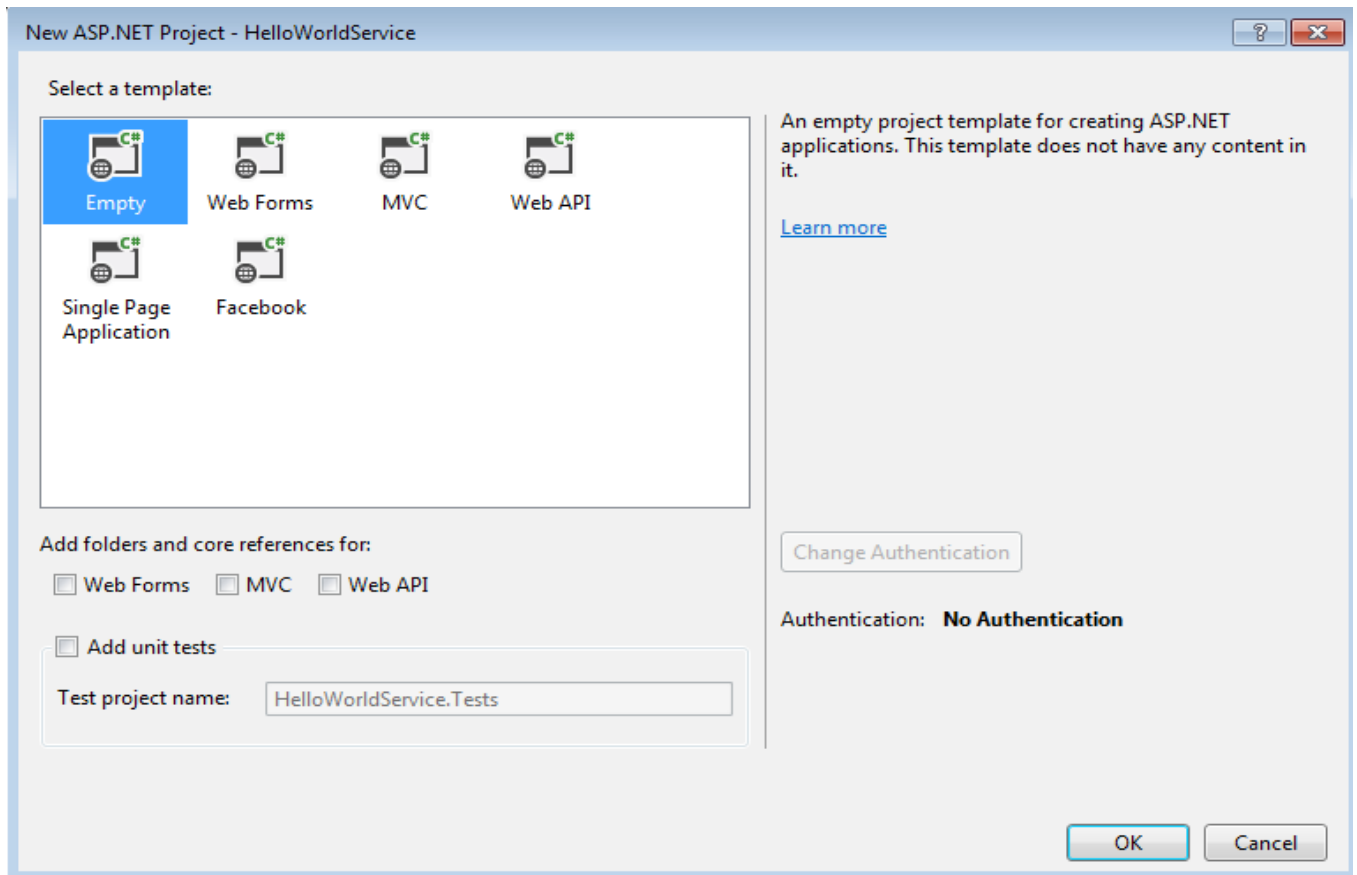 New ASP.NET Project - HelloWorldService
?
Select a template:
C# C# C# C#
Empty Web Forms MVC Web API
C# C#
Single Page Facebook
Application
An empty project template for creating ASP.NET
applications. This template does not have any content in
it.
Learn more
Add folders and core references for:
Web Forms MVC Web API
Add unit tests
Test project name: HelloWorldService.Tests
Change Authentication
Authentication: No Authentication
OK Cancel